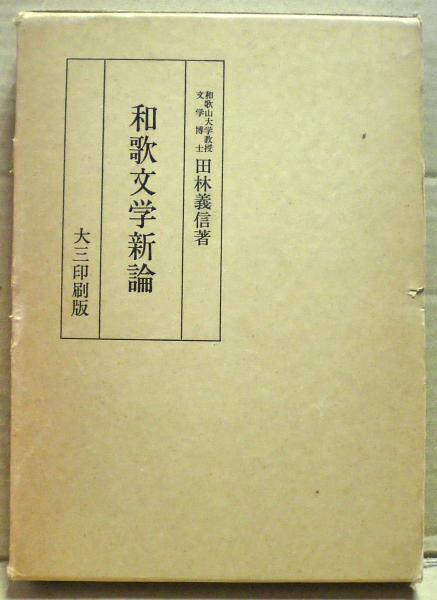 和歌山大学教授
文学博士
田林義信著
和歌文学新論
大三印刷版